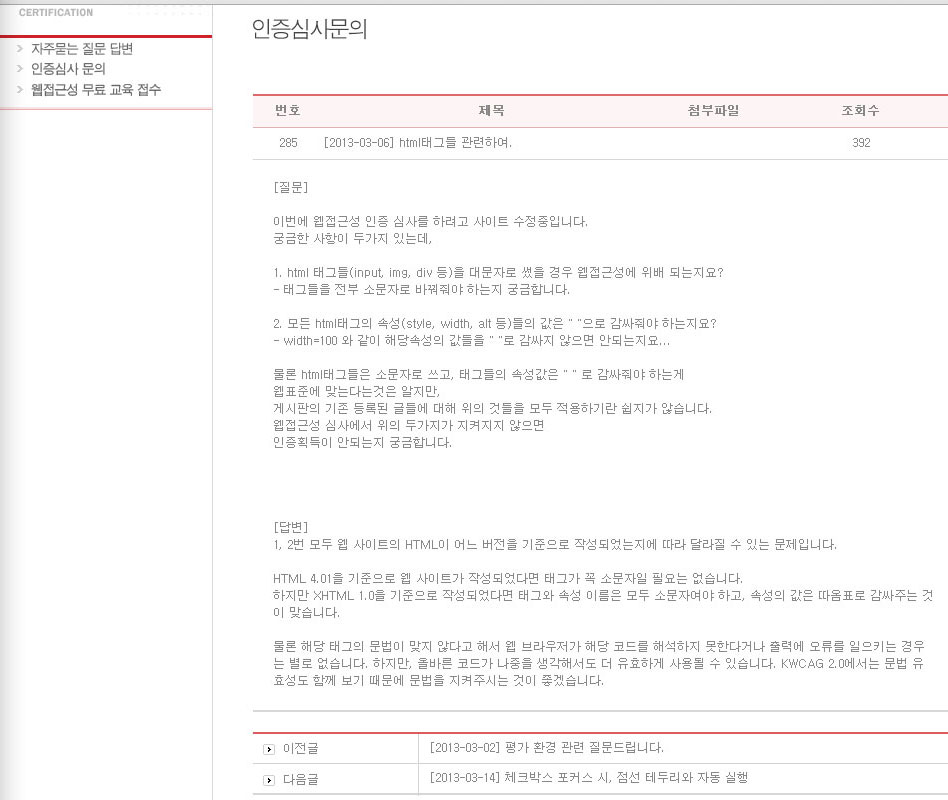 CERTIFICATION
인증심사문의
자주묻는 질문 답변
인증심사 문의
웹접근성 무료 교육 접수
번호 제목 첨부파일 조회수
285 [2013-03-06] html태그들 관련하여. 392
[질문]
이번에 웹접근성 인증 심사를 하려고 사이트 수정중입니다.
궁금한 사항이 두가지 있는데,
1. html 태그들(input, img, div 등)을 대문자로 썼을 경우 웹접근성에 위배 되는지요?
- 태그들을 전부 소문자로 바꿔줘야 하는지 궁금합니다.
2. 모든 html태그의 속성(style, width, alt 등)들의 값은 " "으로 감싸줘야 하는지요?
- width=100 와 같이 해당속성의 값들을 " "로 감싸지 않으면 안되는지요...
물론 html태그들은 소문자로 쓰고, 태그들의 속성값은 " " 로 감싸줘야 하는게
웹표준에 맞는다는것은 알지만,
게시판의 기존 등록된 글들에 대해 위의 것들을 모두 적용하기란 쉽지가 않습니다.
웹접근성 심사에서 위의 두가지가 지켜지지 않으면
인증획득이 안되는지 궁금합니다.
[답변]
1, 2번 모두 웹 사이트의 HTML이 어느 버전을 기준으로 작성되었는지에 따라 달라질 수 있는 문제입니다.
HTML 4.01을 기준으로 웹 사이트가 작성되었다면 태그가 꼭 소문자일 필요는 없습니다.
하지만 XHTML 1.0을 기준으로 작성되었다면 태그와 속성 이름은 모두 소문자여야 하고, 속성의 값은 따옴표로 감싸주는 것
이 맞습니다.
물론 해당 태그의 문법이 맞지 않다고 해서 웹 브라우저가 해당 코드를 해석하지 못한다거나 출력에 오류를 일으키는 경우
는 별로 없습니다. 하지만, 올바른 코드가 나중을 생각해서도 더 유효하게 사용될 수 있습니다. KWCAG 2.0에서는 문법 유
효성도 함께 보기 때문에 문법을 지켜주시는 것이 좋겠습니다.
이전글 [2013-03-02] 평가 환경 관련 질문드립니다.
다음글 [2013-03-14] 체크박스 포커스 시, 점선 테두리와 자동 실행